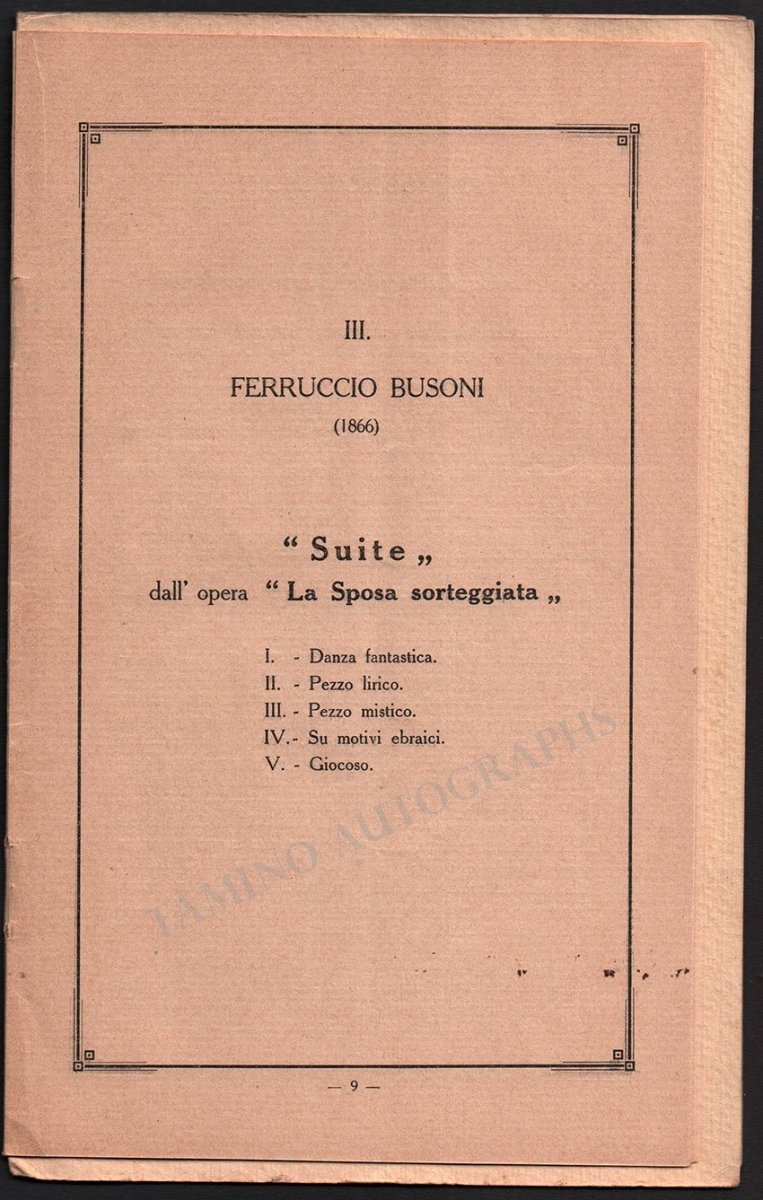 III.
FERRUCCIO BUSONI
(1866)
“ Suite „
dall' opera “ La Sposa sorteggiata „
I. - Danza fantastica.
II. - Pezzo lirico.
III. - Pezzo mistico.
IV.- Su motivi ebraici.
V. - Giocoso.
TAMINO AUTOGRAPHS
— 9 —